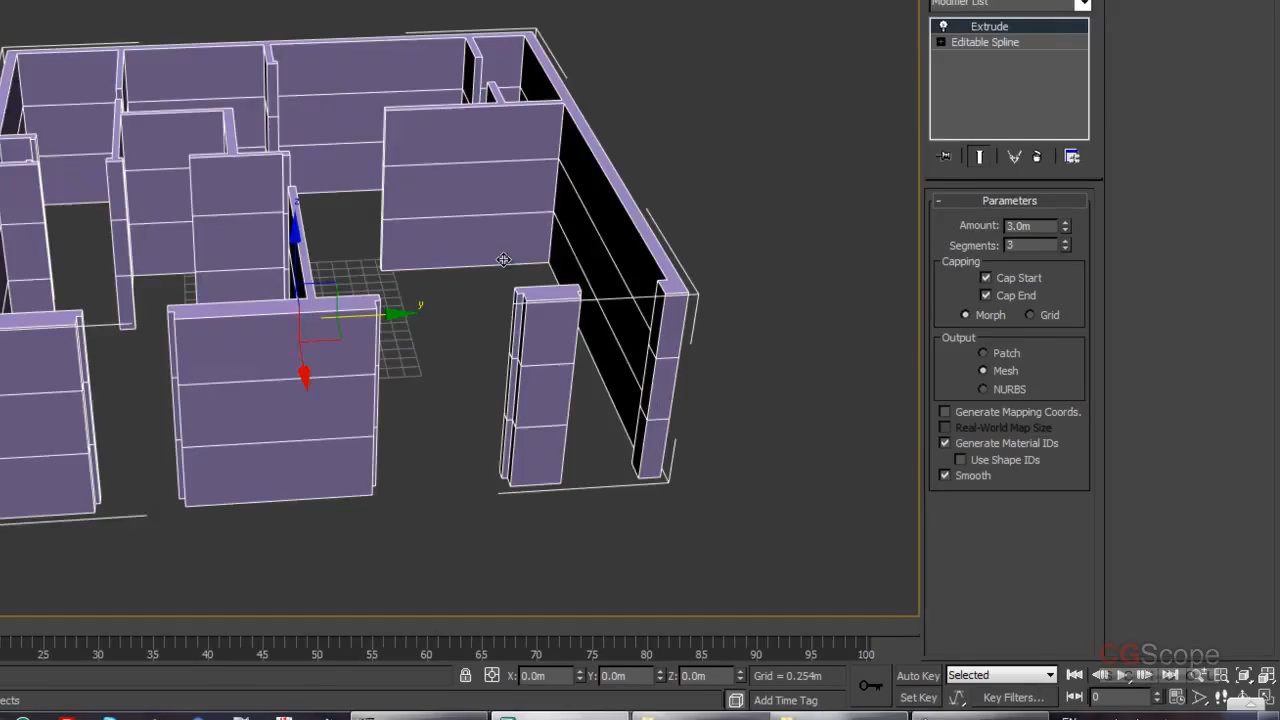 Modifier List
Extrude
Editable Spline
- Parameters
Amount: 3.0m
Segments: 3
Capping
Cap Start
Cap End
Morph Grid
Output
Patch
Mesh
NURBS
Generate Mapping Coords.
Real-World Map Size
Generate Material IDs
Use Shape IDs
Smooth
z
y
CGScope
25 30 35 40 45 50 55 60 65 70 75 80 85 90 95 100
X: 0.0m Y: 0.0m Z: 0.0m Grid = 0.254m Auto Key Selected
ects Add Time Tag Set Key Key Filters... 0